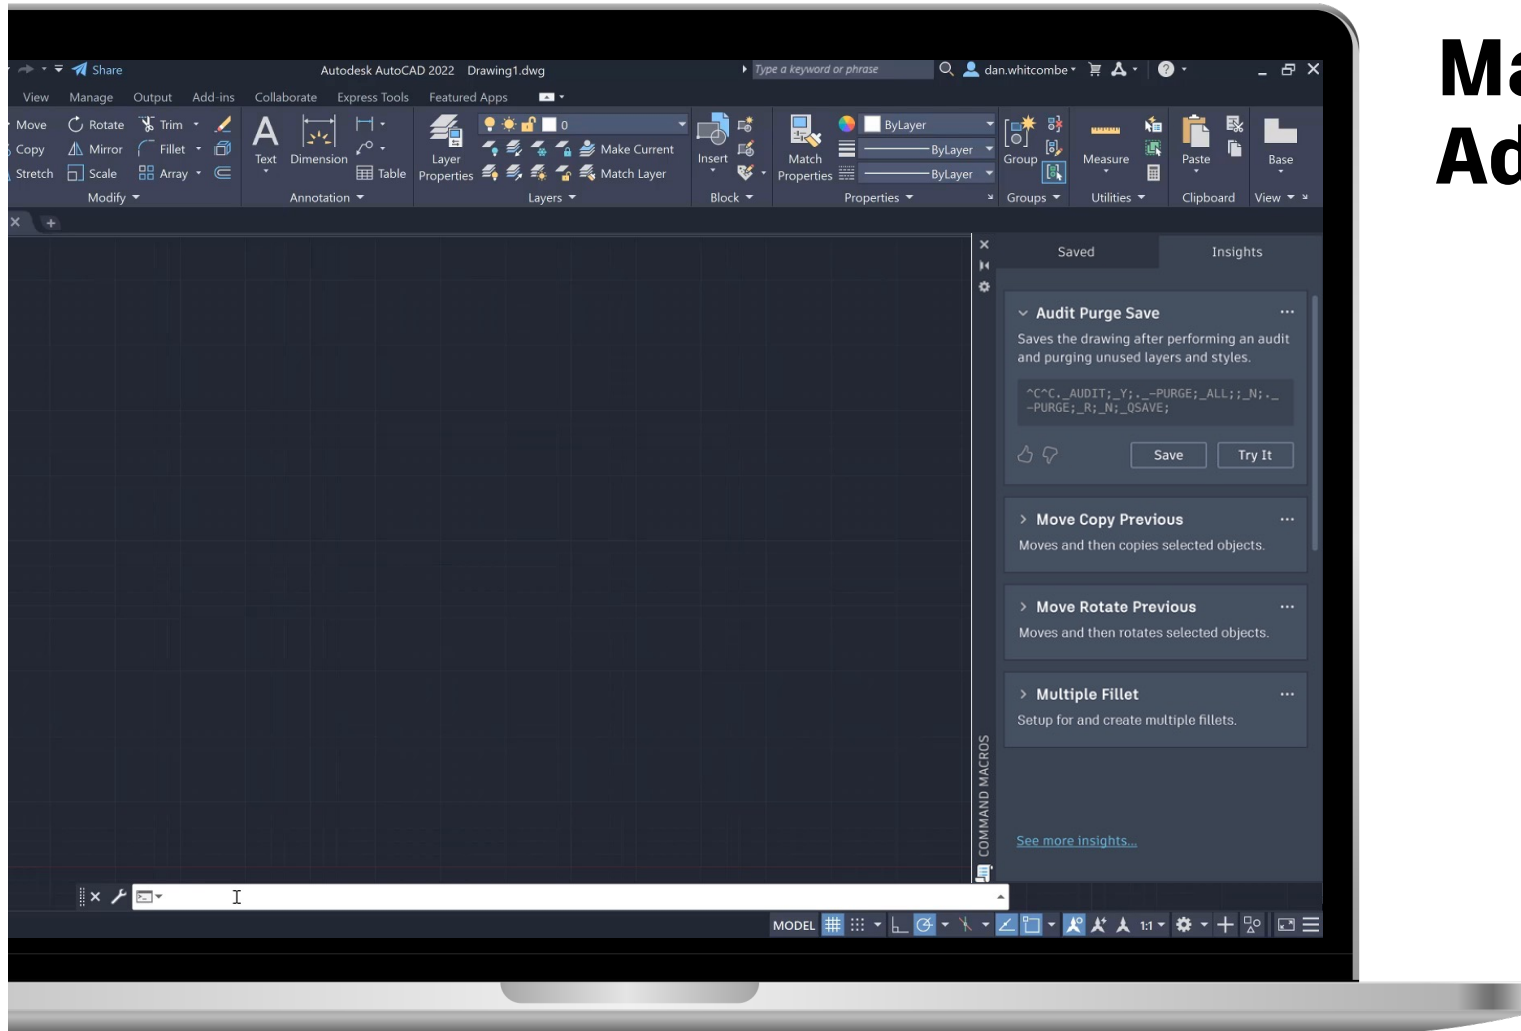 Ma
Ad
Share
Autodesk AutoCAD 2022 Drawing1.dwg
Type a keyword or phrase
dan.whitcombe
?
View Manage Output Add-ins Collaborate Express Tools Featured Apps
Move Rotate Trim
Copy Mirror Fillet
Stretch Scale Array
Modify
A
Text Dimension
Table
Annotation
Layer
Properties
0
Make Current
Match Layer
Layers
Insert
Block
Match
Properties
ByLayer
ByLayer
ByLayer
Properties
Group
Groups
Measure
Utilities
Paste
Clipboard
Base
View
Saved Insights
Audit Purge Save
Saves the drawing after performing an audit
and purging unused layers and styles.
^C^C._AUDIT;_Y;._-PURGE;_ALL;;_N;._
-PURGE;_R;_N;_QSAVE;
Save Try It
Move Copy Previous
Moves and then copies selected objects.
Move Rotate Previous
Moves and then rotates selected objects.
Multiple Fillet
Setup for and create multiple fillets.
See more insights...
COMMAND MACROS
MODEL
1:1